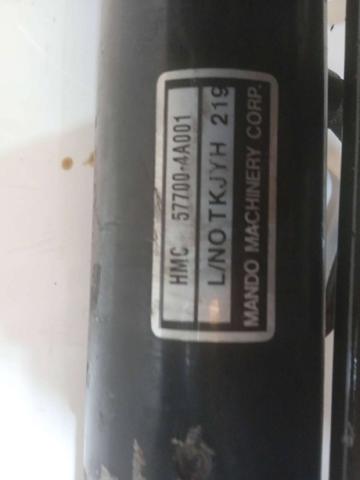 HMC 57700-4A001
L/NO TKJYH 219
MANDO MACHINERY CORP.